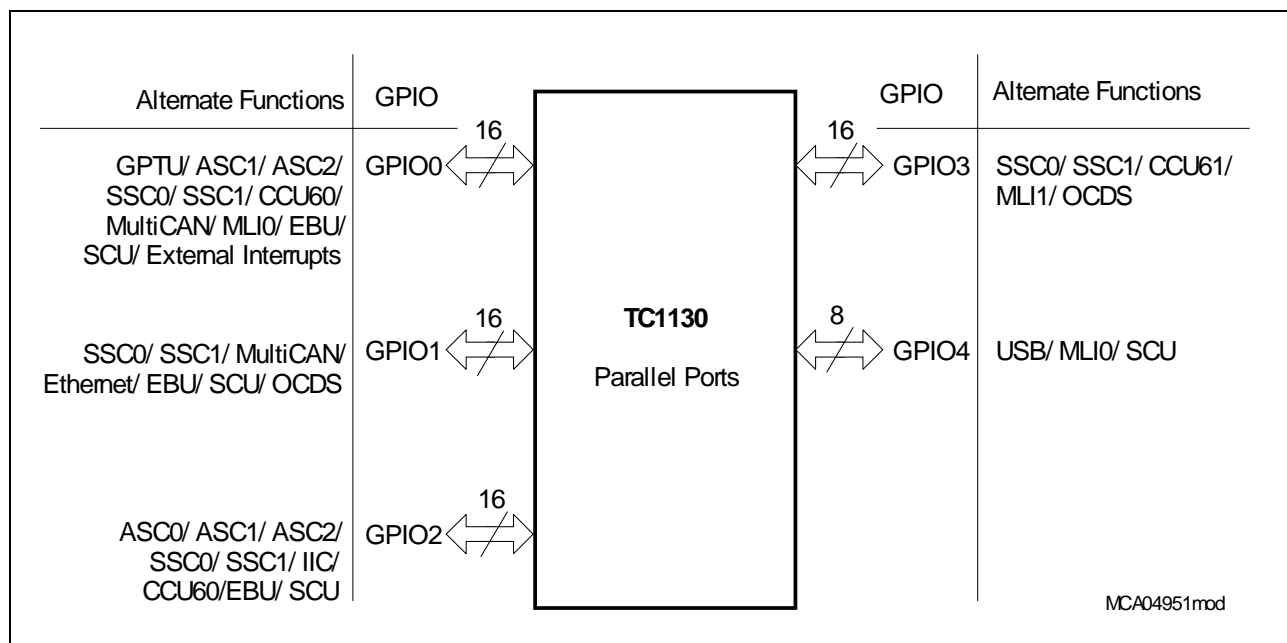 Alternate Functions
GPIO
GPIO
Alternate Functions
GPTU/ ASC1/ ASC2/
SSC0/ SSC1/ CCU60/
MultiCAN/ MLI0/ EBU/
SCU/ External Interrupts
GPIO0
16
16
GPIO3
SSC0/ SSC1/ CCU61/
MLI1/ OCDS
SSC0/ SSC1/ MultiCAN/
Ethernet/ EBU/ SCU/ OCDS
GPIO1
16
TC1130
Parallel Ports
8
GPIO4
USB/ MLI0/ SCU
ASC0/ ASC1/ ASC2/
SSC0/ SSC1/ IIC/
CCU60/EBU/ SCU
GPIO2
16
MCA04951mod